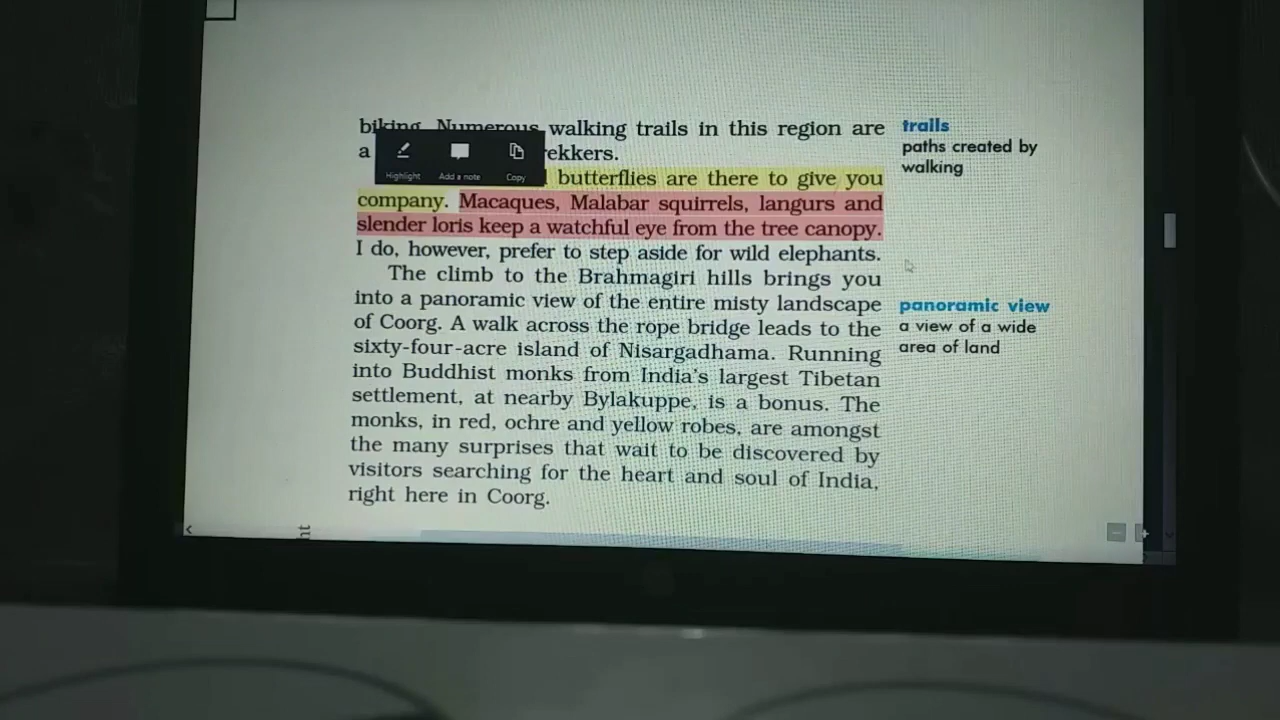 biking. Numerous walking trails in this region are
a
rekkers.
butterflies are there to give you
company. Macaques, Malabar squirrels, langurs and
slender loris keep a watchful eye from the tree canopy.
I do, however, prefer to step aside for wild elephants.
The climb to the Brahmagiri hills brings you
into a panoramic view of the entire misty landscape
of Coorg. A walk across the rope bridge leads to the
sixty-four-acre island of Nisargadhama. Running
into Buddhist monks from India's largest Tibetan
settlement, at nearby Bylakuppe, is a bonus. The
monks, in red, ochre and yellow robes, are amongst
the many surprises that wait to be discovered by
visitors searching for the heart and soul of India,
right here in Coorg.
Highlight
Add a note
Copy
trails
paths created by
walking
panoramic view
a view of a wide
area of land